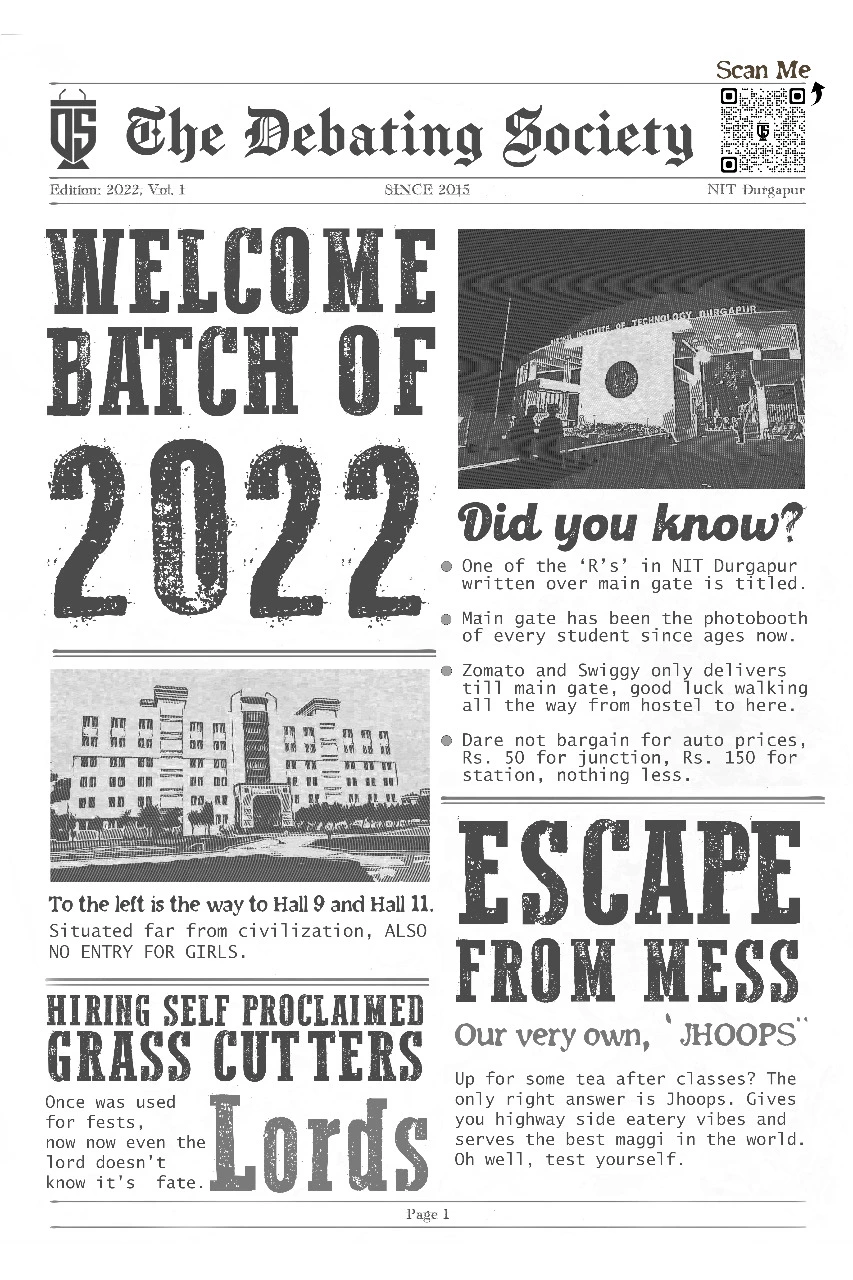 Scan Me
DS
The Debating Society
Edition: 2022, Vol. 1
SINCE 2015
NIT Durgapur
WELCOME
BATCH OF
2022
INSTITUTE OF TECHNOLOGY DURGAPUR
Did you know?
One of the ‘R’s’ in NIT Durgapur
written over main gate is titled.
Main gate has been the photobooth
of every student since ages now.
Zomato and Swiggy only delivers
till main gate, good luck walking
all the way from hostel to here.
Dare not bargain for auto prices,
Rs. 50 for junction, Rs. 150 for
station, nothing less.
To the left is the way to Hall 9 and Hall 11.
Situated far from civilization, ALSO
NO ENTRY FOR GIRLS.
HIRING SELF PROCLAIMED
GRASS CUTTERS
Once was used
for fests,
now now even the
lord doesn't
know it's fate.
Lords
ESCAPE
FROM MESS
Our very own, ‘JHOOPS"
Up for some tea after classes? The
only right answer is Jhoops. Gives
you highway side eatery vibes and
serves the best maggi in the world.
Oh well, test yourself.
Page 1